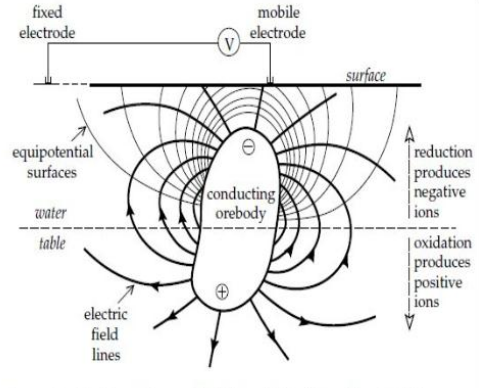 fixed
electrode
mobile
electrode
V
surface
equipotential
surfaces
⊖
reduction
produces
negative
ions
conducting
orebody
water
table
oxidation
produces
positive
ions
⊕
electric
field
lines